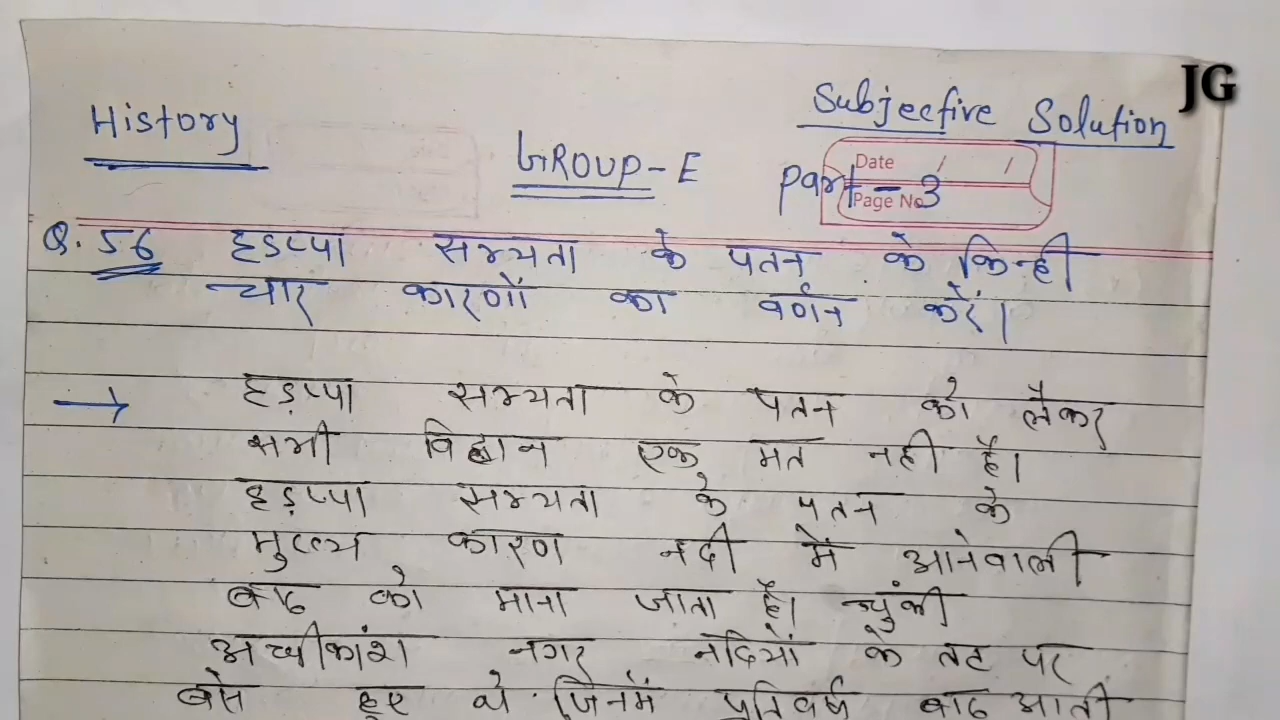 JG
History
Subjective Solution
GROUP-E
part-3
Date
Page No
Q. 56 हडप्पा सभ्यता के पतन के किन्ही
चार कारणों का वर्णन करें।
→ हड़प्पा सभ्यता के पतन को लेकर
सभी विद्वान एक मत नही है।
हड़प्पा सभ्यता के पतन के
मुख्य कारण नदी में आनेवाली
बाढ को माना जाता है। च्युंकी
अधीकांश नगर नदियों के तट पर
बसे हुए थे जिनमें प्रतिवर्ष बाढ आती